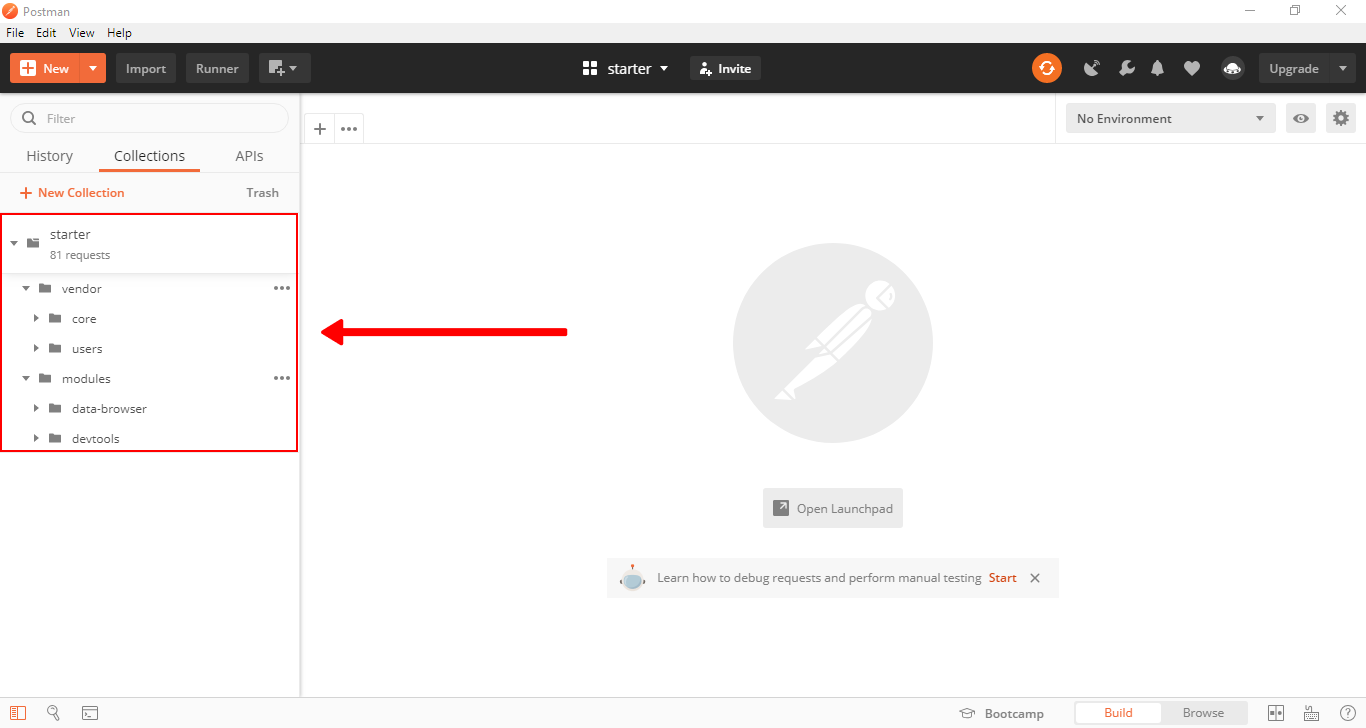 Postman
File Edit View Help
New Import Runner starter Invite Upgrade
Filter
No Environment
History Collections APIs
New Collection Trash
starter
81 requests
vendor
core
users
modules
data-browser
devtools
Open Launchpad
Learn how to debug requests and perform manual testing Start
Bootcamp Build Browse